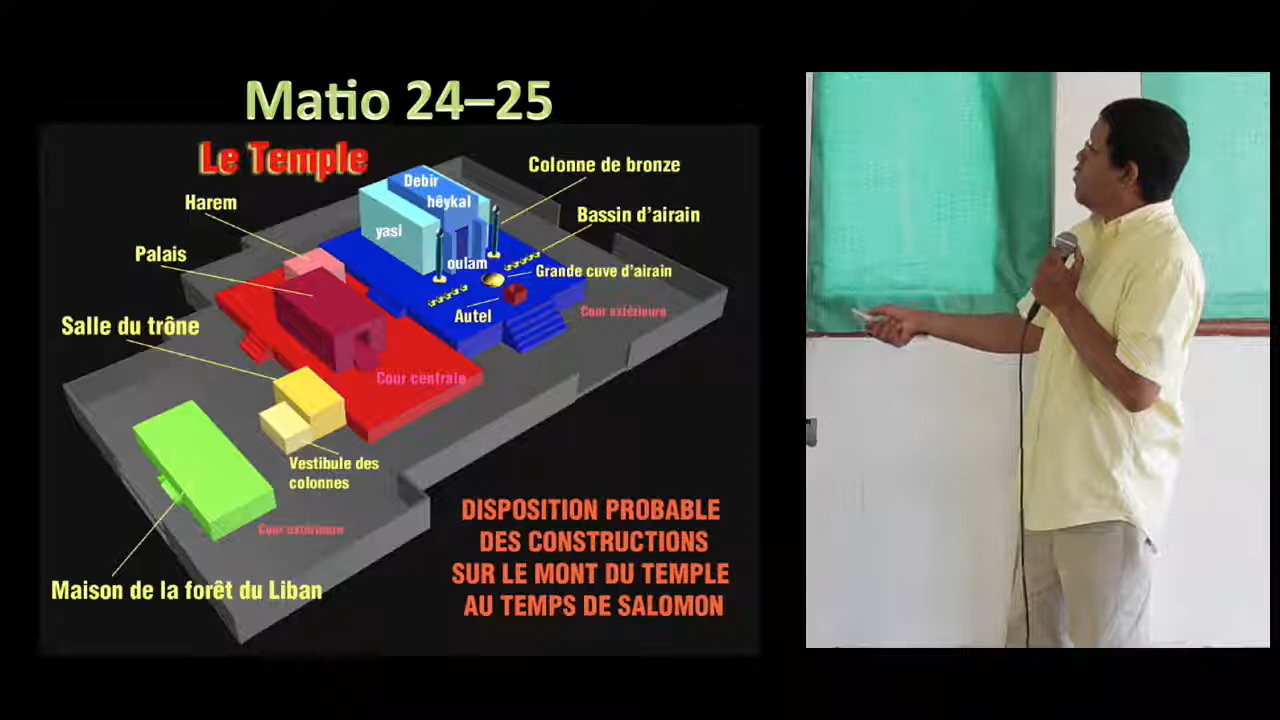 Matio 24–25
Le Temple
Colonne de bronze
Debir
Harem
hêykal
Bassin d'airain
yasi
Palais
oulam
Grande cuve d'airain
Autel
Cour extérieure
Salle du trône
Cour centrale
Vestibule des
colonnes
Cour extérieure
Maison de la forêt du Liban
DISPOSITION PROBABLE
DES CONSTRUCTIONS
SUR LE MONT DU TEMPLE
AU TEMPS DE SALOMON